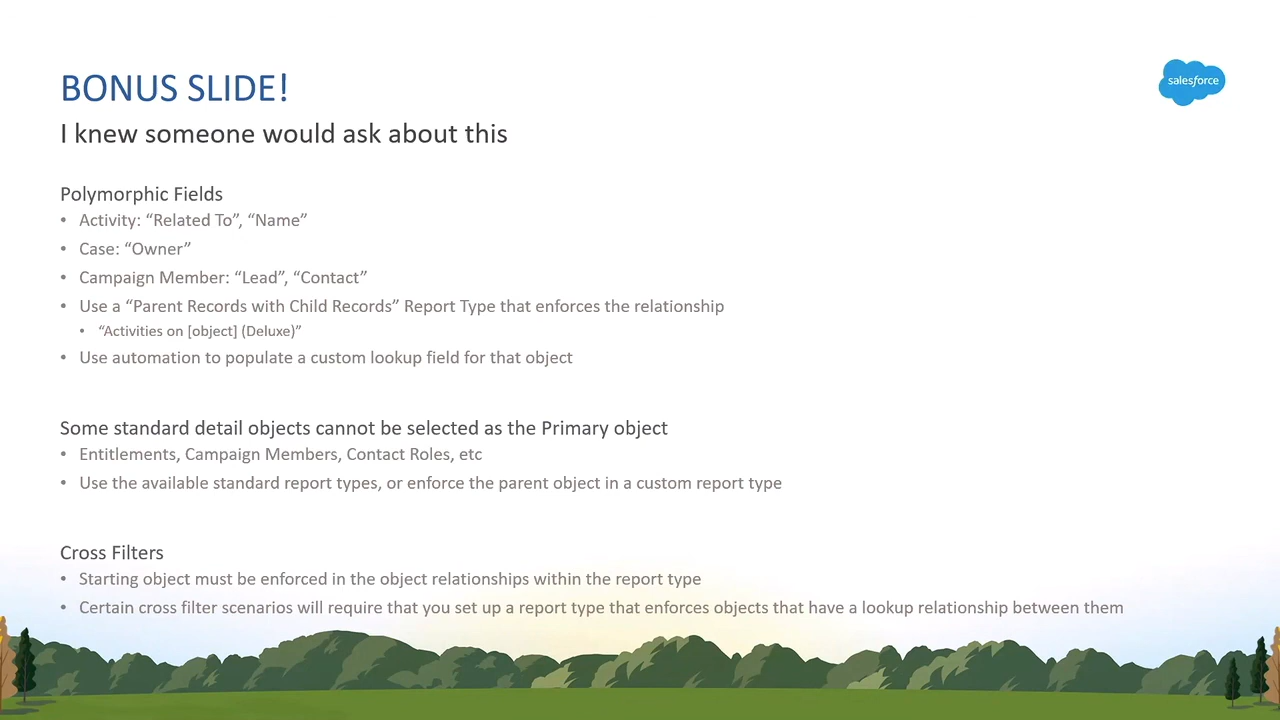 BONUS SLIDE!
salesforce
I knew someone would ask about this
Polymorphic Fields
• Activity: “Related To”, “Name”
• Case: “Owner”
• Campaign Member: “Lead”, “Contact”
• Use a “Parent Records with Child Records” Report Type that enforces the relationship
• “Activities on [object] (Deluxe)”
• Use automation to populate a custom lookup field for that object
Some standard detail objects cannot be selected as the Primary object
• Entitlements, Campaign Members, Contact Roles, etc
• Use the available standard report types, or enforce the parent object in a custom report type
Cross Filters
• Starting object must be enforced in the object relationships within the report type
• Certain cross filter scenarios will require that you set up a report type that enforces objects that have a lookup relationship between them